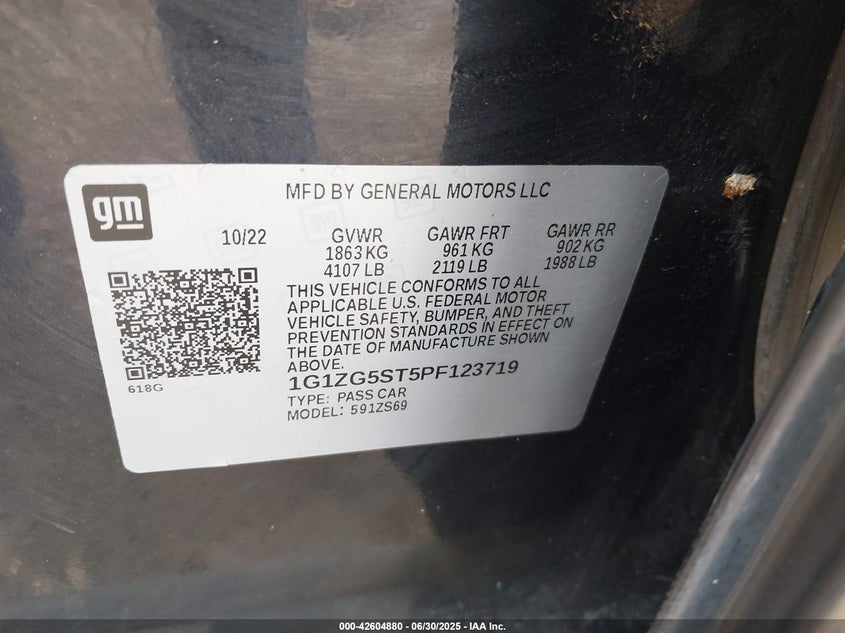 gm
MFD BY GENERAL MOTORS LLC
10/22 GVWR GAWR FRT GAWR RR
1863 KG 961 KG 902 KG
4107 LB 2119 LB 1988 LB
THIS VEHICLE CONFORMS TO ALL
APPLICABLE U.S. FEDERAL MOTOR
VEHICLE SAFETY, BUMPER, AND THEFT
PREVENTION STANDARDS IN EFFECT ON
THE DATE OF MANUFACTURE SHOWN
ABOVE.
1G1ZG5ST5PF123719
TYPE: PASS CAR
MODEL: 591ZS69
618G
000-42604880 - 06/30/2025 - IAA Inc.